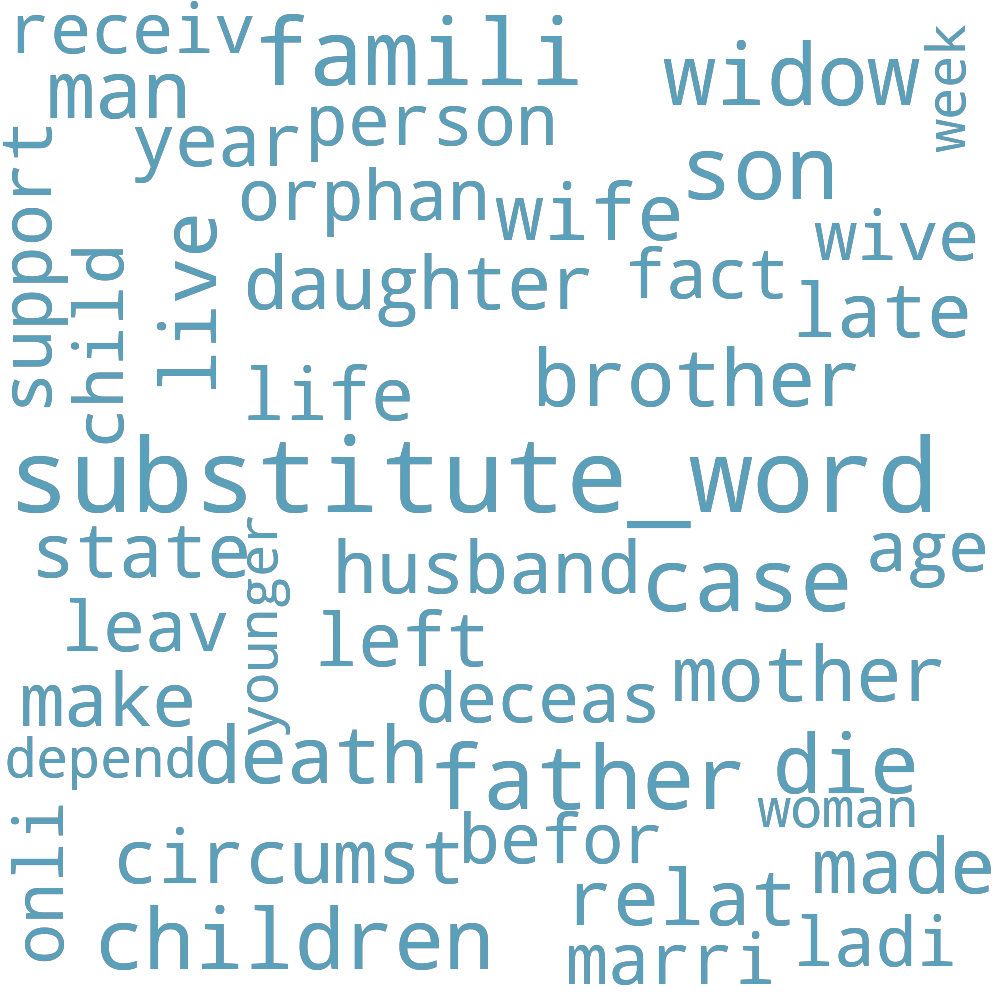 receiv
famili
widow
week
man
person
year
support
son
orphan
wife
wive
live
child
daughter
fact
late
life
brother
substitute_word
state
younger
husband
case
age
leav
left
make
deceas
mother
depend
death
father
die
woman
onli
circumst
befor
made
relat
children
marri
ladi